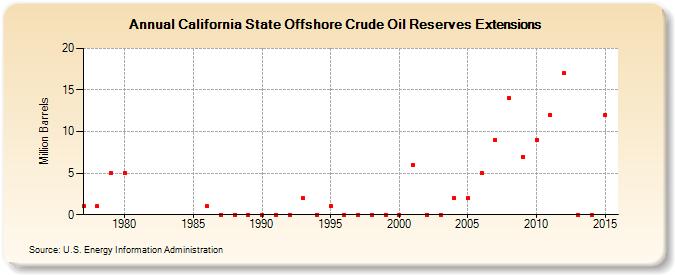 Annual California State Offshore Crude Oil Reserves Extensions
Million Barrels
20
15
10
5
0
1980 1985 1990 1995 2000 2005 2010 2015
Source: U.S. Energy Information Administration